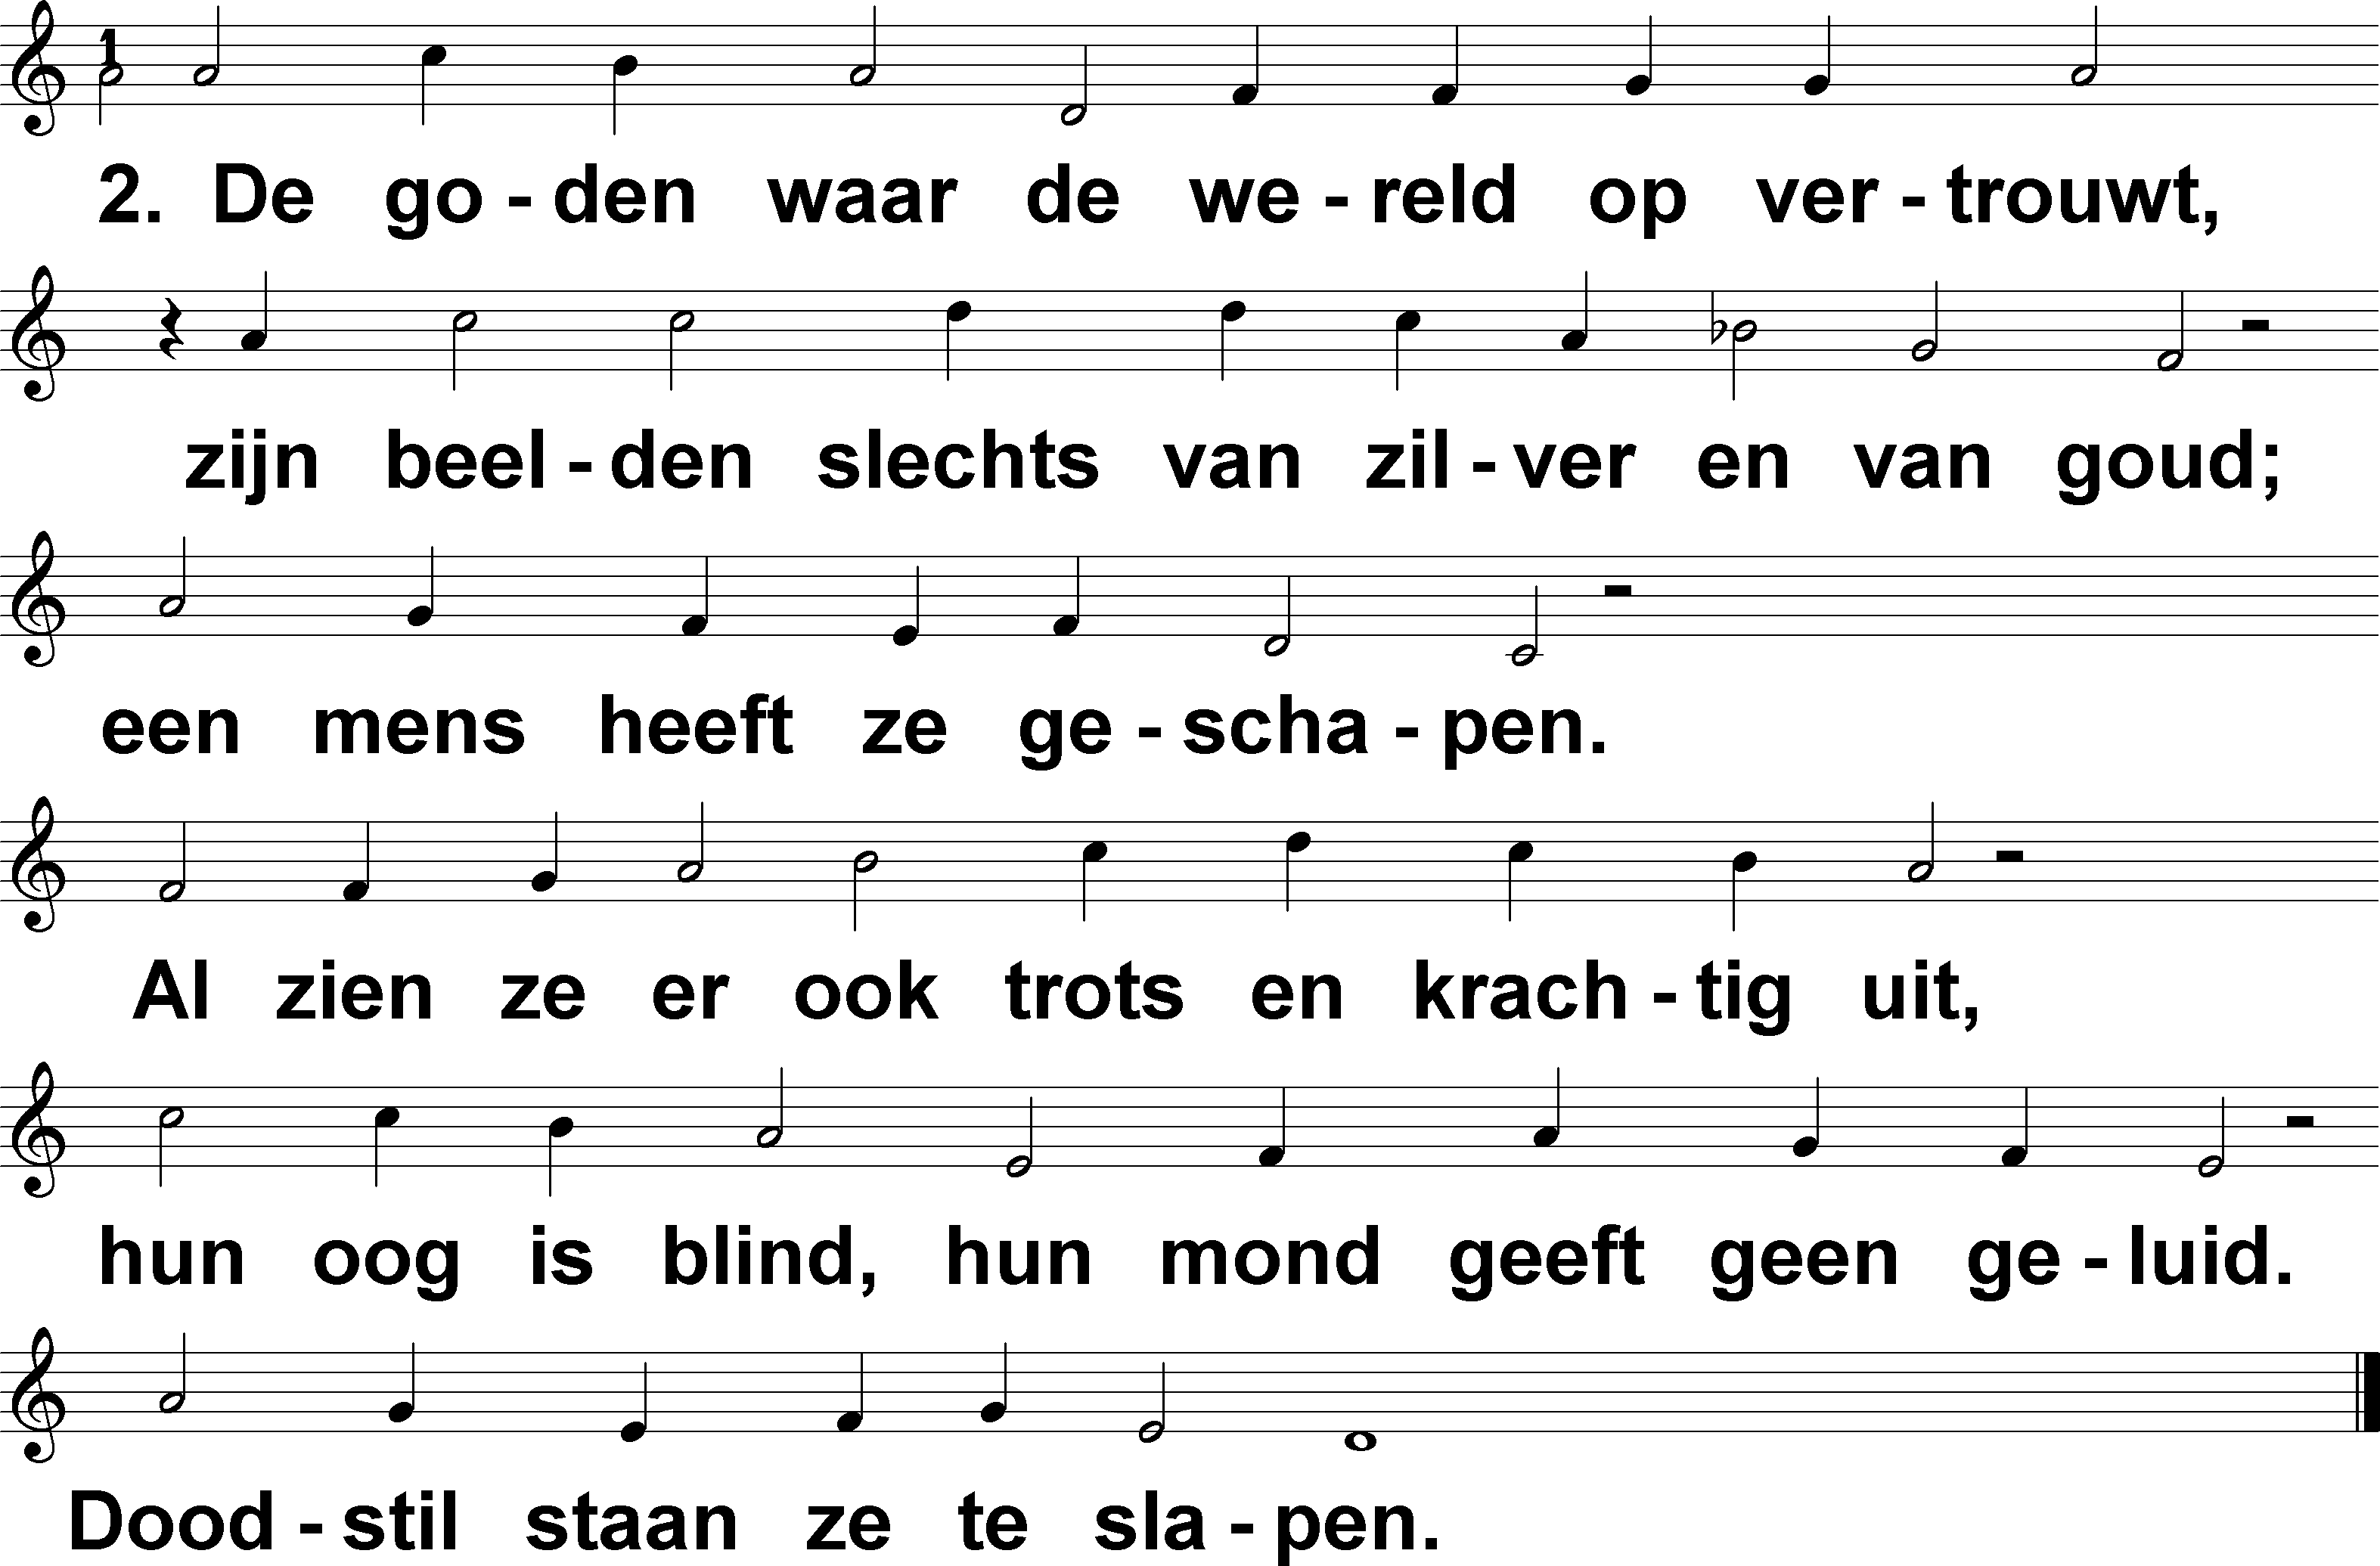 1
2. De go - den waar de we - reld op ver - trouwt,
zijn beel - den slechts van zil - ver en van goud;
een mens heeft ze ge - scha - pen.
Al zien ze er ook trots en krach - tig uit,
hun oog is blind, hun mond geeft geen ge - luid.
Dood - stil staan ze te sla - pen.